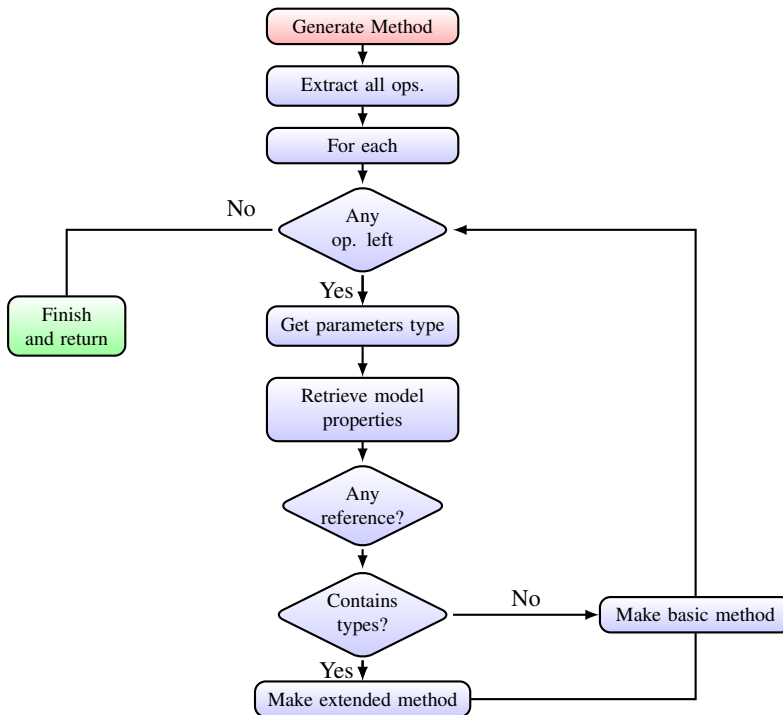 Generate Method
Extract all ops.
For each
No
Any
op. left
Yes
Finish
and return
Get parameters type
Retrieve model
properties
Any
reference?
Contains
types?
No
Make basic method
Yes
Make extended method